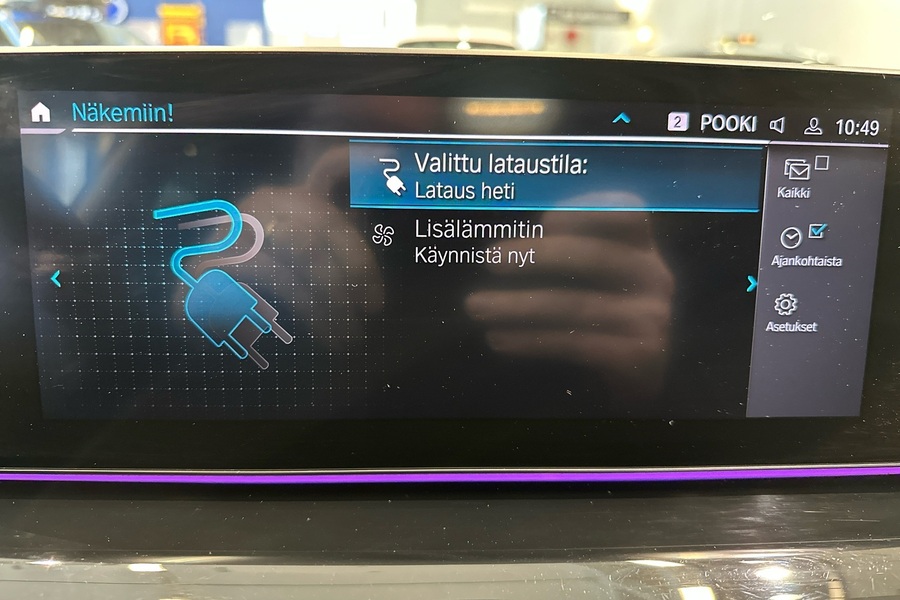 Näkemiin!
2 POOKI 10:49
Valittu lataustila:
Lataus heti
Lisälämmitin
Käynnistä nyt
Kaikki
Ajankohtaista
Asetukset